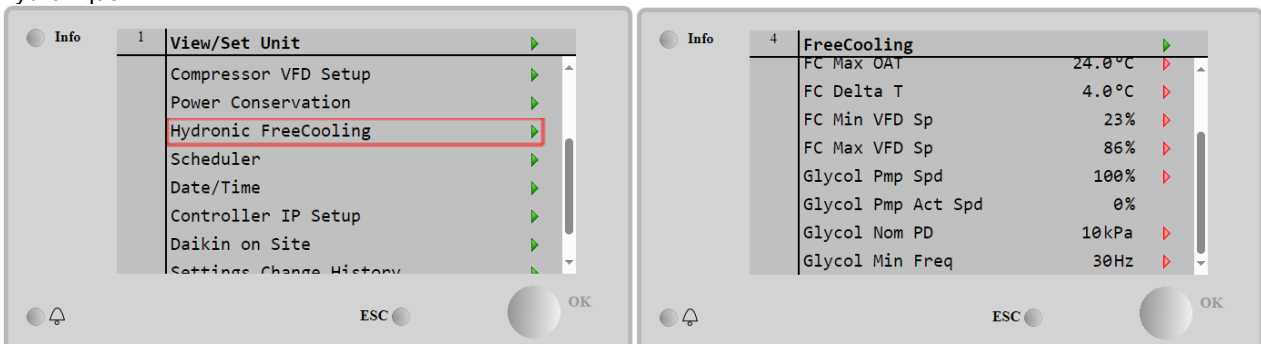 Info
1 View/Set Unit
Compressor VFD Setup
Power Conservation
Hydronic FreeCooling
Scheduler
Date/Time
Controller IP Setup
Daikin on Site
Settings Change History
ESC
OK
Info
4 FreeCooling
FC Max OAT 24.0°C
FC Delta T 4.0°C
FC Min VFD Sp 23%
FC Max VFD Sp 86%
Glycol Pmp Spd 100%
Glycol Pmp Act Spd 0%
Glycol Nom PD 10kPa
Glycol Min Freq 30Hz
ESC
OK